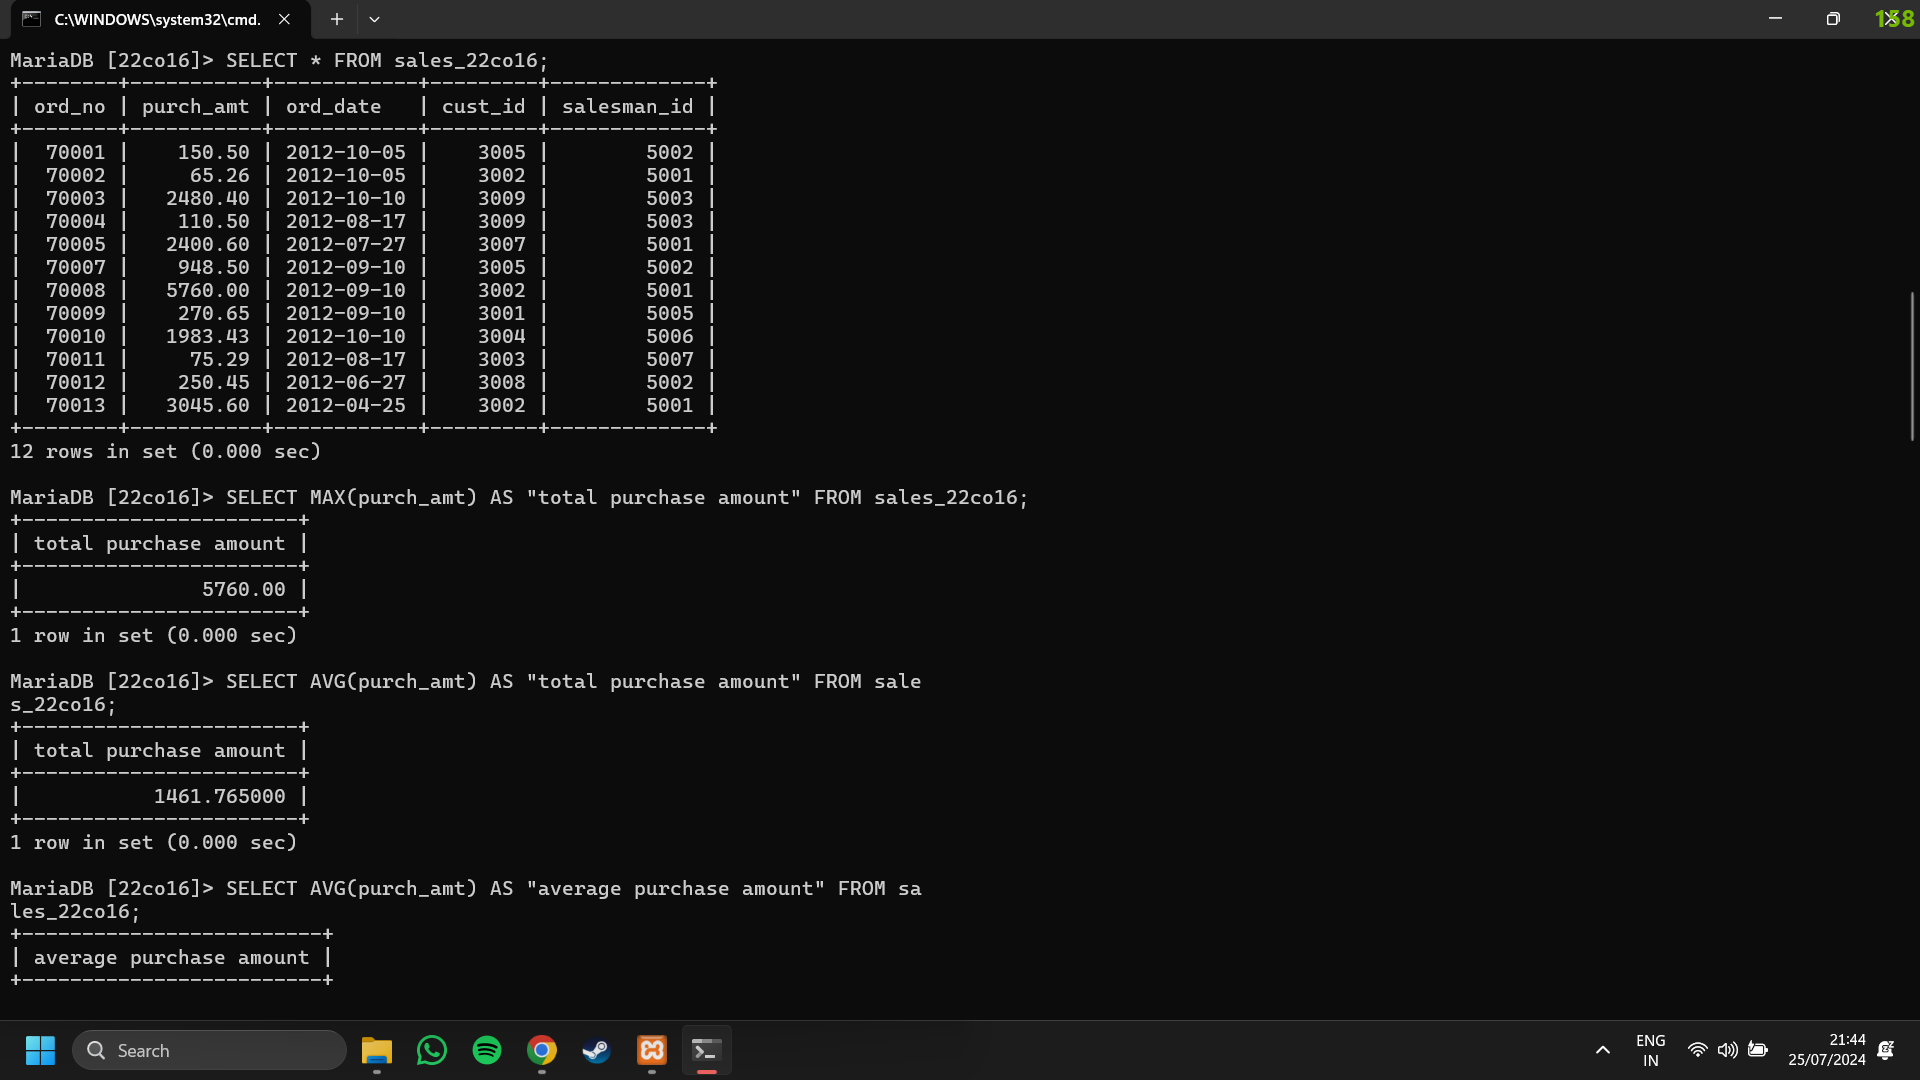 C:\WINDOWS\system32\cmd.
158
MariaDB [22co16]> SELECT * FROM sales_22co16;
+--------+-----------+------------+---------+-------------+
| ord_no | purch_amt | ord_date   | cust_id | salesman_id |
+--------+-----------+------------+---------+-------------+
|  70001 |    150.50 | 2012-10-05 |    3005 |        5002 |
|  70002 |     65.26 | 2012-10-05 |    3002 |        5001 |
|  70003 |   2480.40 | 2012-10-10 |    3009 |        5003 |
|  70004 |    110.50 | 2012-08-17 |    3009 |        5003 |
|  70005 |   2400.60 | 2012-07-27 |    3007 |        5001 |
|  70007 |    948.50 | 2012-09-10 |    3005 |        5002 |
|  70008 |   5760.00 | 2012-09-10 |    3002 |        5001 |
|  70009 |    270.65 | 2012-09-10 |    3001 |        5005 |
|  70010 |   1983.43 | 2012-10-10 |    3004 |        5006 |
|  70011 |     75.29 | 2012-08-17 |    3003 |        5007 |
|  70012 |    250.45 | 2012-06-27 |    3008 |        5002 |
|  70013 |   3045.60 | 2012-04-25 |    3002 |        5001 |
+--------+-----------+------------+---------+-------------+
12 rows in set (0.000 sec)
MariaDB [22co16]> SELECT MAX(purch_amt) AS "total purchase amount" FROM sales_22co16;
+-----------------------+
| total purchase amount |
+-----------------------+
|               5760.00 |
+-----------------------+
1 row in set (0.000 sec)
MariaDB [22co16]> SELECT AVG(purch_amt) AS "total purchase amount" FROM sale
s_22co16;
+-----------------------+
| total purchase amount |
+-----------------------+
|           1461.765000 |
+-----------------------+
1 row in set (0.000 sec)
MariaDB [22co16]> SELECT AVG(purch_amt) AS "average purchase amount" FROM sa
les_22co16;
+-------------------------+
| average purchase amount |
+-------------------------+
Search
ENG
IN
21:44
25/07/2024